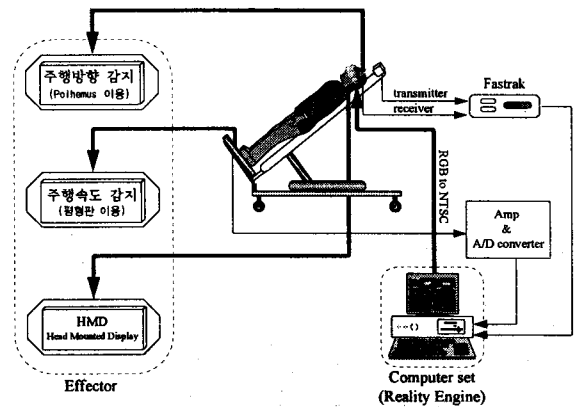 주행방향 감지
(Polhemus 이용)
transmitter
receiver
Fastrak
주행속도 감지
(평형판 이용)
RGB to NTSC
Amp
&
A/D converter
HMD
Head Mounted Display
Effector
Computer set
(Reality Engine)